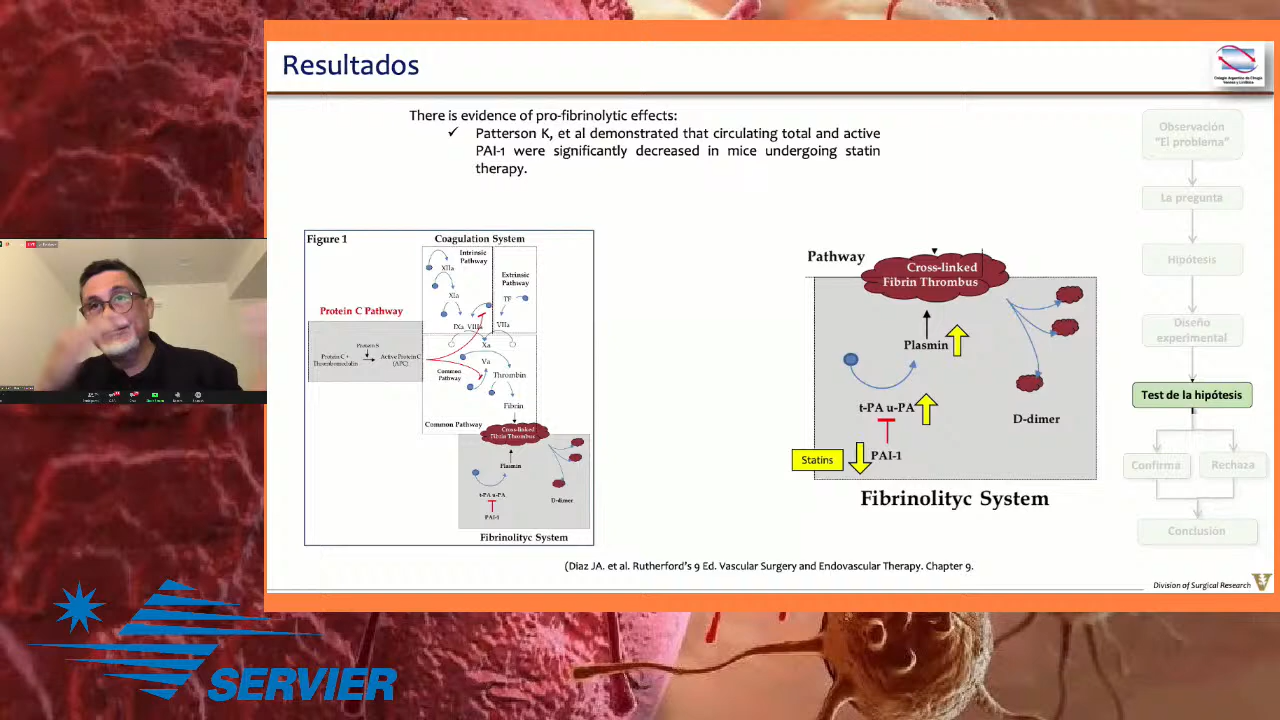 Resultados
There is evidence of pro-fibrinolytic effects:
✓ Patterson K, et al demonstrated that circulating total and active
PAI-1 were significantly decreased in mice undergoing statin
therapy.
Figure 1
Coagulation System
Intrinsic
Pathway
XIIa
Extrinsic
Pathway
XIa
TF
Protein C Pathway
IXa
VIIIa
VIIa
Protein S
Xa
Protein C +
Thrombomodulin
Active Protein C
(APC)
Va
Common
Pathway
Thrombin
Fibrin
Common Pathway
Cross-linked
Fibrin Thrombus
Plasmin
t-PA u-PA
D-dimer
PAI-1
Fibrinolityc System
Pathway
Cross-linked
Fibrin Thrombus
Plasmin
t-PA u-PA
D-dimer
Statins
PAI-1
Fibrinolityc System
(Diaz JA. et al. Rutherford's 9 Ed. Vascular Surgery and Endovascular Therapy. Chapter 9.
Observación
"El problema"
La pregunta
Hipótesis
Diseño
experimental
Test de la hipótesis
Confirma
Rechaza
Conclusión
Division of Surgical Research
V
SERVIER